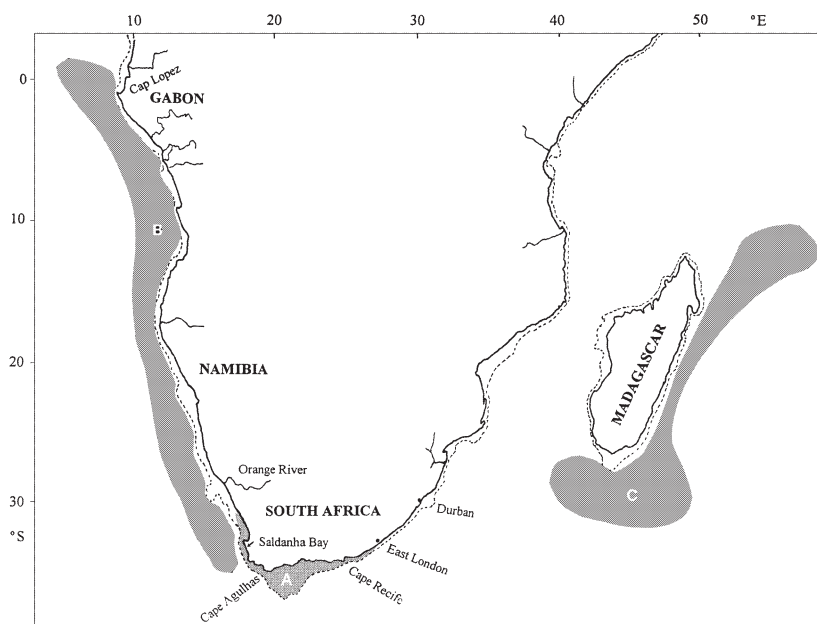 10 20 30 40 50 °E
0
Cap Lopez
GABON
10
B
20
NAMIBIA
MADAGASCAR
Orange River
30
SOUTH AFRICA
C
Durban
°S
Saldanha Bay
East London
A
Cape Agulhas
Cape Recife